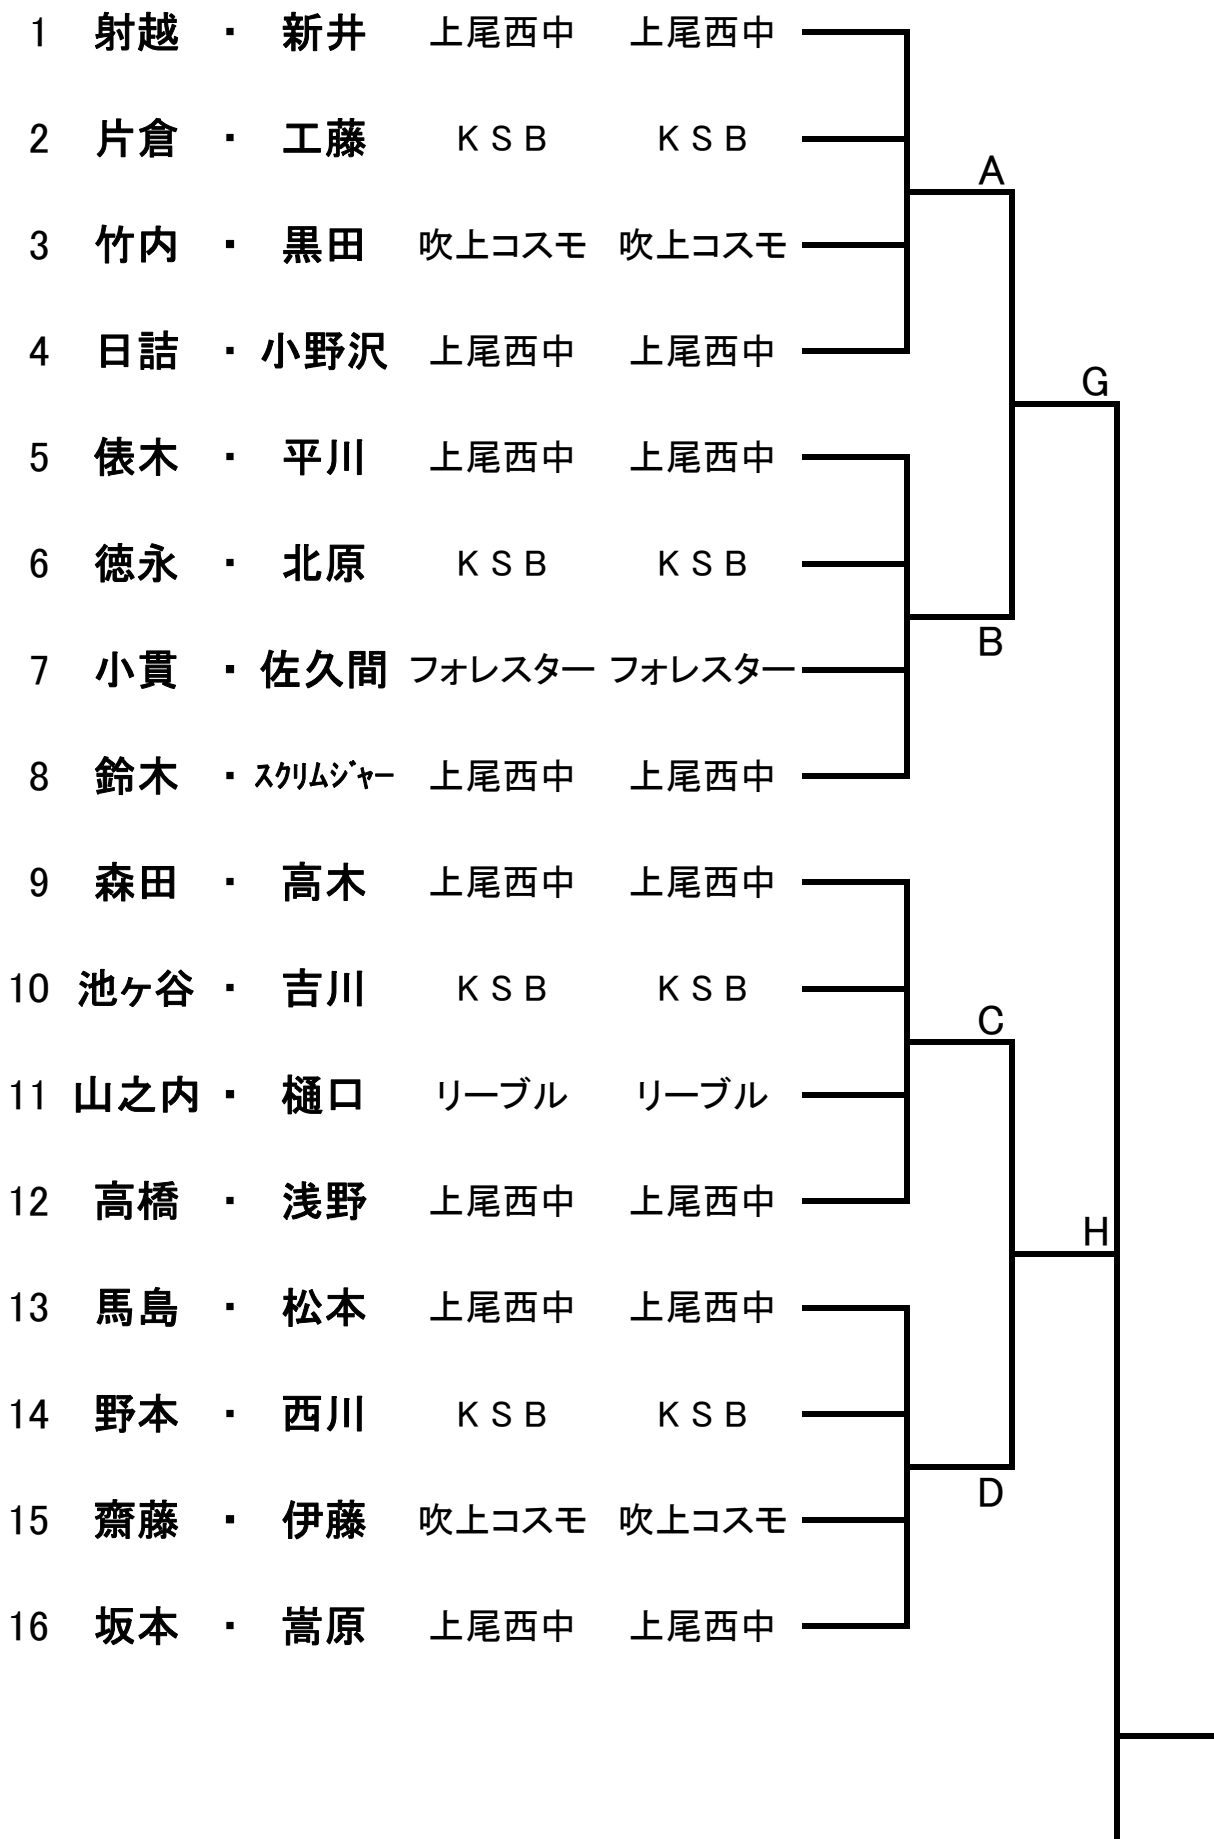 1 射越 ・ 新井 上尾西中 上尾西中
2 片倉 ・ 工藤 ＫＳＢ ＫＳＢ
A
3 竹内 ・ 黒田 吹上コスモ 吹上コスモ
4 日詰 ・ 小野沢 上尾西中 上尾西中
G
5 俵木 ・ 平川 上尾西中 上尾西中
6 徳永 ・ 北原 ＫＳＢ ＫＳＢ
B
7 小貫 ・ 佐久間 フォレスター フォレスター
8 鈴木 ・ ｽｸﾘﾑｼﾞｬｰ 上尾西中 上尾西中
9 森田 ・ 高木 上尾西中 上尾西中
10 池ヶ谷 ・ 吉川 ＫＳＢ ＫＳＢ
C
11 山之内 ・ 樋口 リーブル リーブル
12 高橋 ・ 浅野 上尾西中 上尾西中
H
13 馬島 ・ 松本 上尾西中 上尾西中
14 野本 ・ 西川 ＫＳＢ ＫＳＢ
D
15 齋藤 ・ 伊藤 吹上コスモ 吹上コスモ
16 坂本 ・ 嵩原 上尾西中 上尾西中